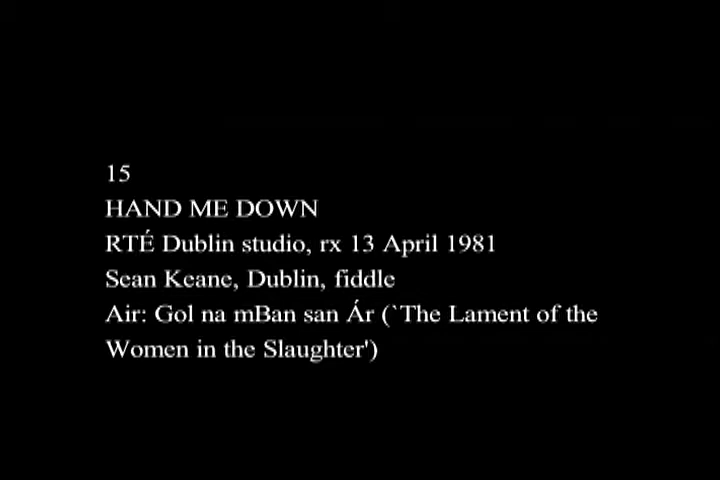 15
HAND ME DOWN
RTÉ Dublin studio, rx 13 April 1981
Sean Keane, Dublin, fiddle
Air: Gol na mBan san Ár (`The Lament of the
Women in the Slaughter')